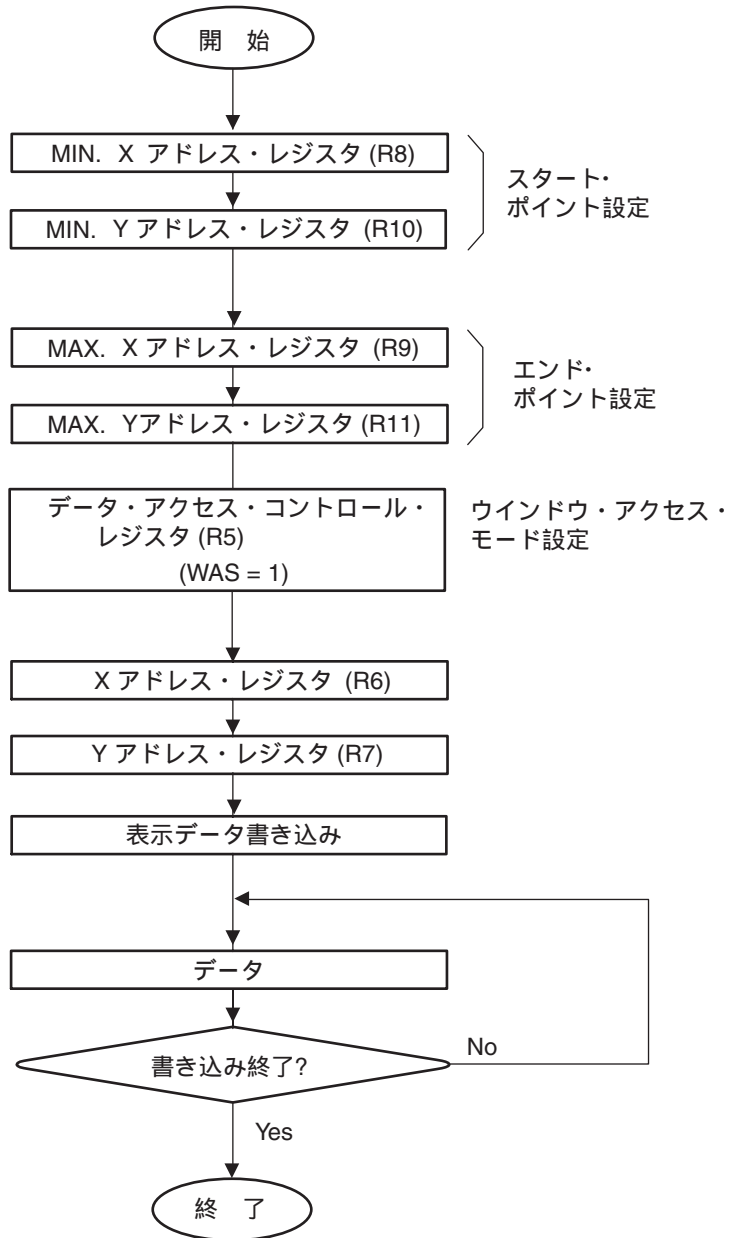 開　始
MIN. X アドレス・レジスタ (R8)
スタート・
ポイント設定
MIN. Y アドレス・レジスタ (R10)
MAX. X アドレス・レジスタ (R9)
エンド・
ポイント設定
MAX. Yアドレス・レジスタ (R11)
データ・アクセス・コントロール・
レジスタ (R5)
(WAS = 1)
ウインドウ・アクセス・
モード設定
X アドレス・レジスタ (R6)
Y アドレス・レジスタ (R7)
表示データ書き込み
データ
書き込み終了?
No
Yes
終　了